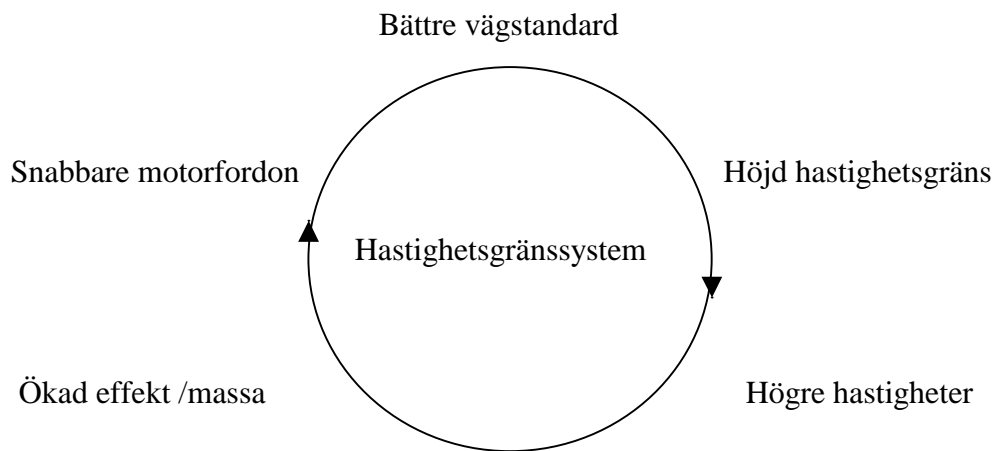 Bättre vägstandard
Snabbare motorfordon
Höjd hastighetsgräns
Hastighetsgränssystem
Ökad effekt /massa
Högre hastigheter